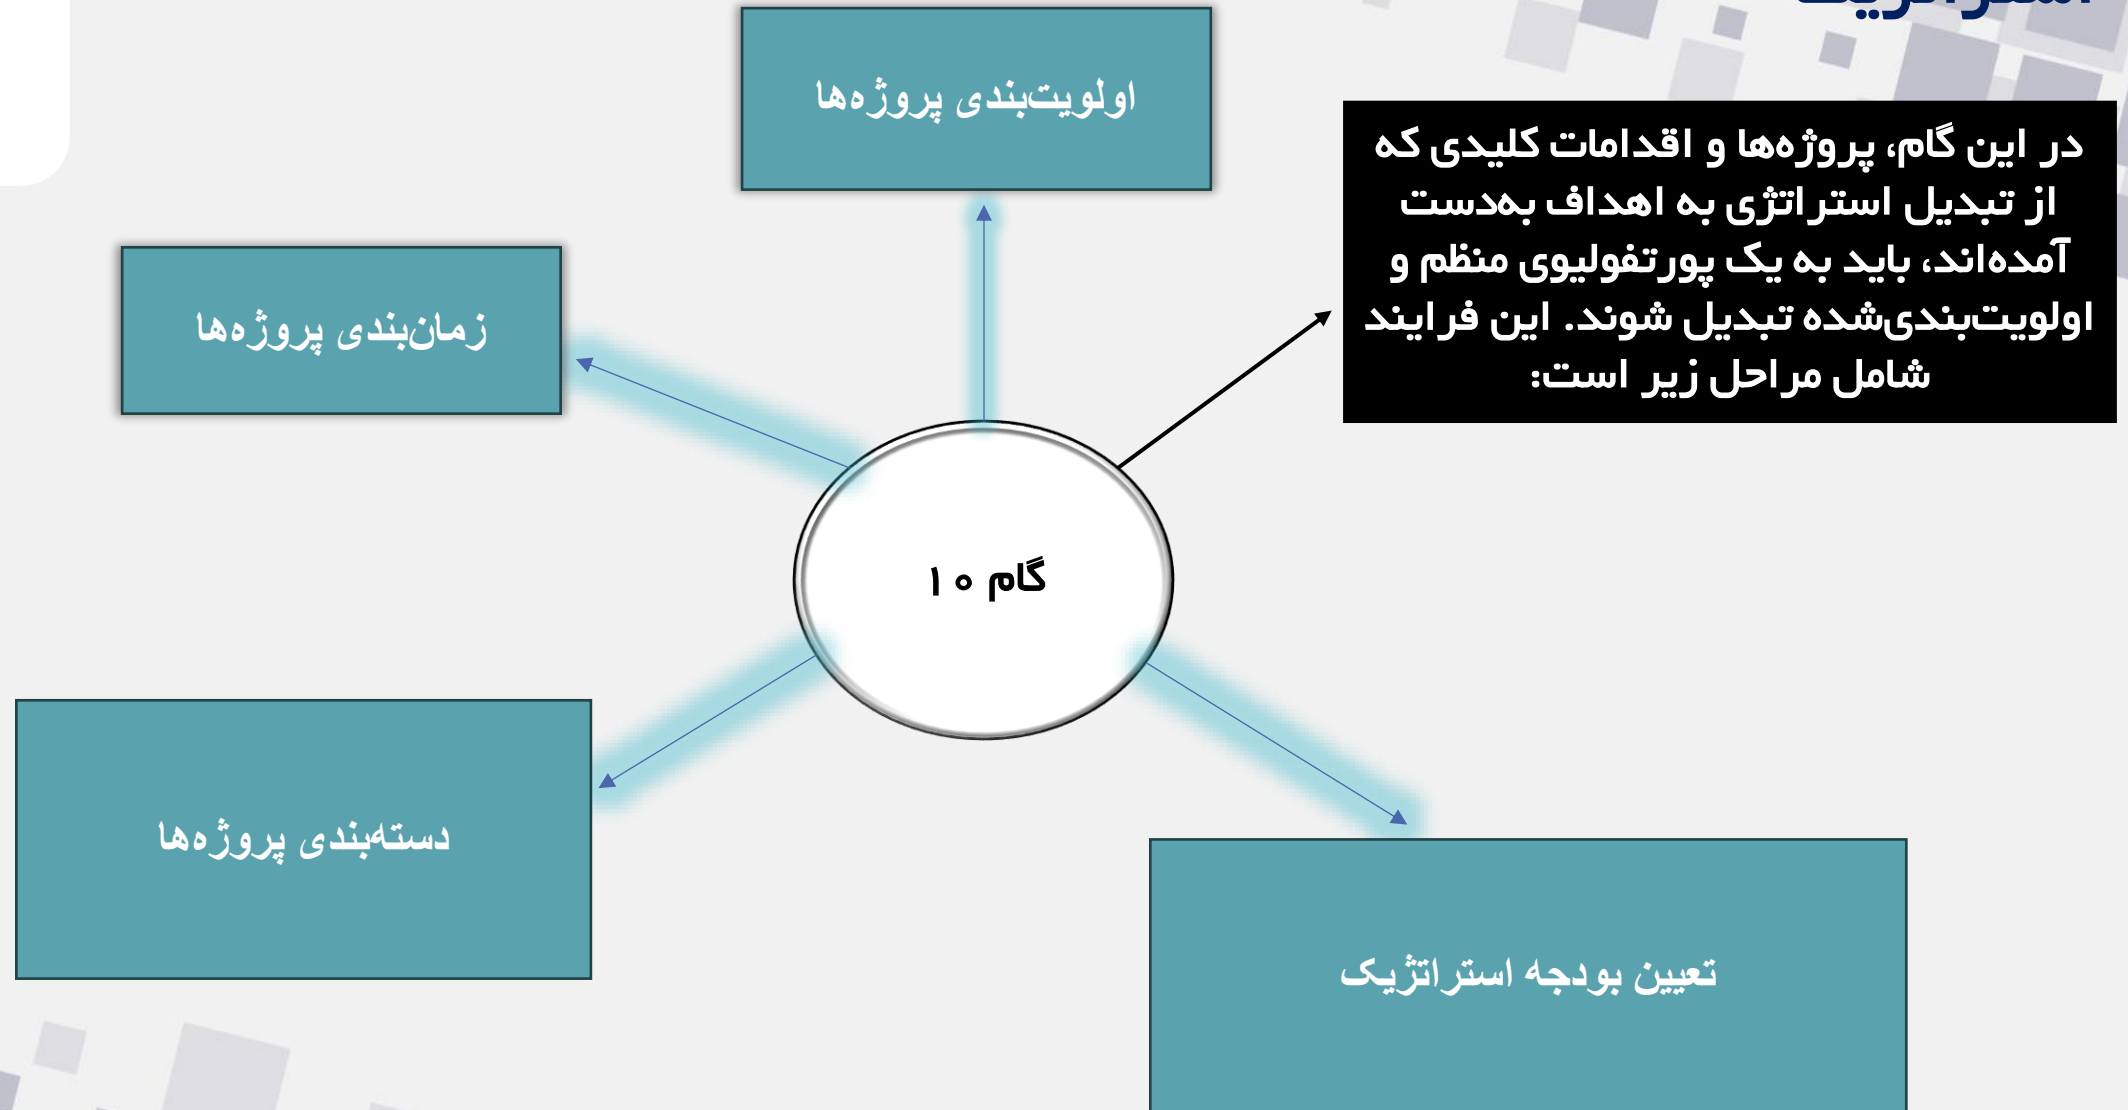 در این گام، پروژه‌ها و اقدامات کلیدی که
از تبدیل استراتژی به اهداف به‌دست
آمده‌اند، باید به یک پورتفولیوی منظم و
اولویت‌بندی‌شده تبدیل شوند. این فرایند
شامل مراحل زیر است:
اولویت‌بندی پروژه‌ها
زمان‌بندی پروژه‌ها
گام ۱۰
دسته‌بندی پروژه‌ها
تعیین بودجه استراتژیک